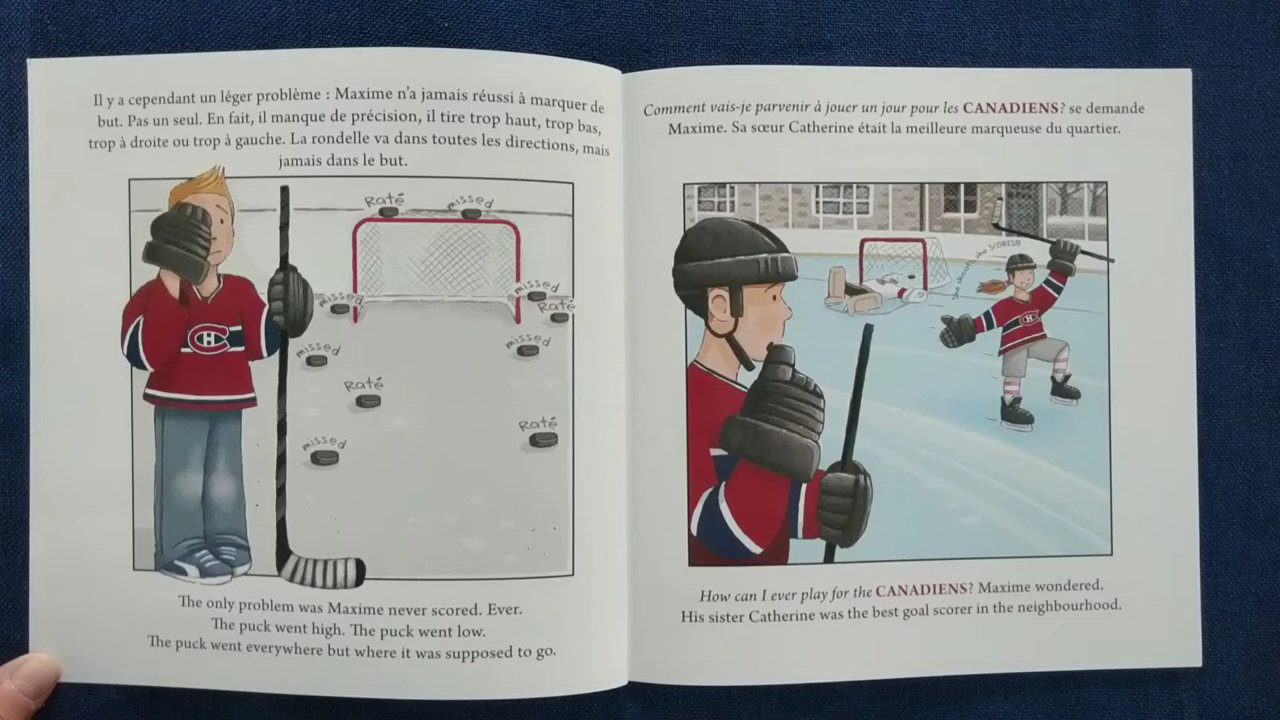 Il y a cependant un léger problème : Maxime n'a jamais réussi à marquer de
but. Pas un seul. En fait, il manque de précision, il tire trop haut, trop bas,
trop à droite ou trop à gauche. La rondelle va dans toutes les directions, mais
jamais dans le but.
Raté
missed
missed
missed
Raté
missed
missed
Raté
Raté
missed
The only problem was Maxime never scored. Ever.
The puck went high. The puck went low.
The puck went everywhere but where it was supposed to go.
Comment vais-je parvenir à jouer un jour pour les CANADIENS? se demande
Maxime. Sa sœur Catherine était la meilleure marqueuse du quartier.
She shoots she SCORES!!!
How can I ever play for the CANADIENS? Maxime wondered.
His sister Catherine was the best goal scorer in the neighbourhood.